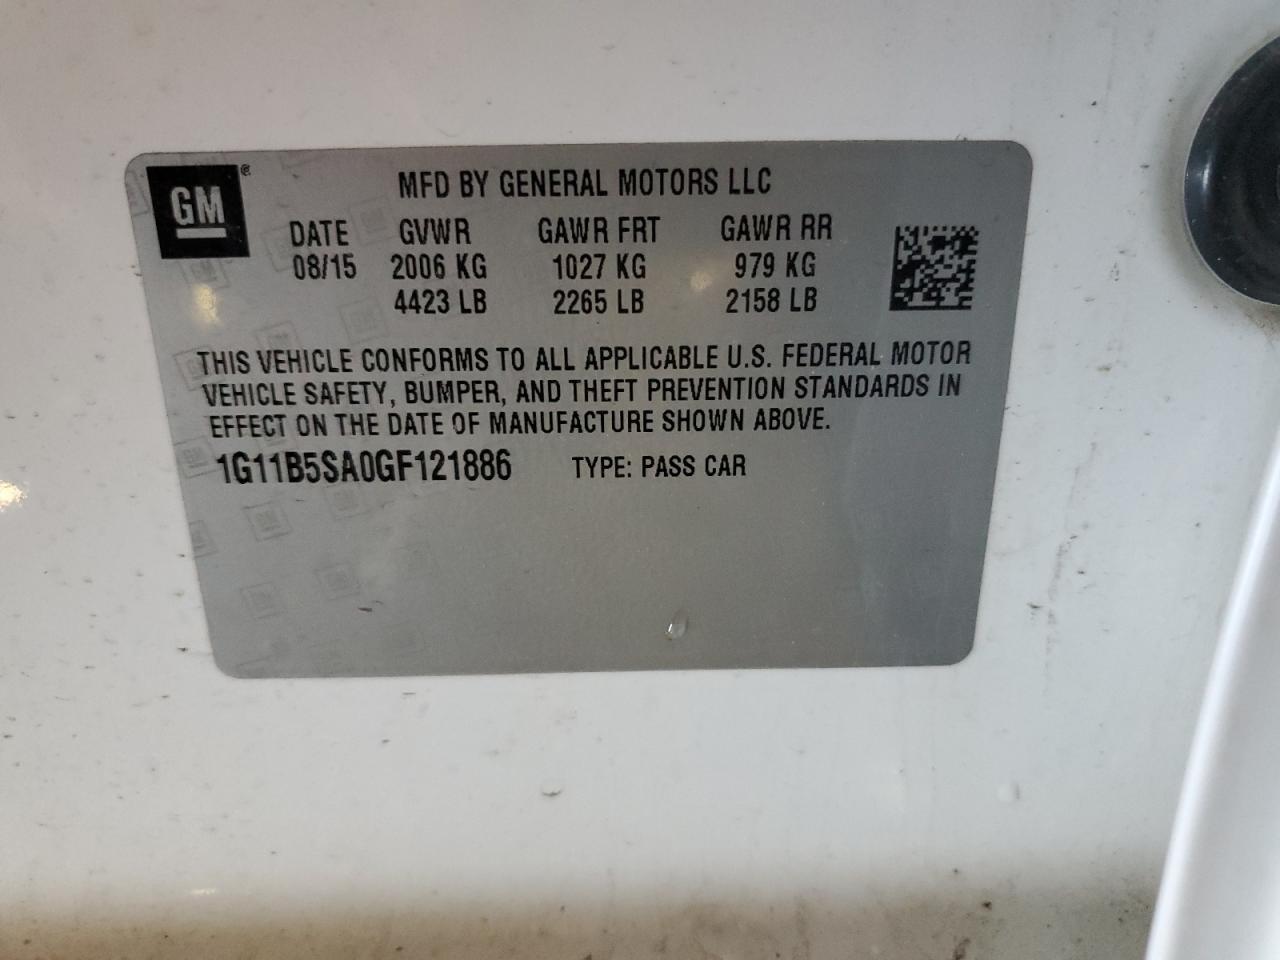 GM®
MFD BY GENERAL MOTORS LLC
DATE GVWR GAWR FRT GAWR RR
08/15 2006 KG 1027 KG 979 KG
4423 LB 2265 LB 2158 LB
THIS VEHICLE CONFORMS TO ALL APPLICABLE U.S. FEDERAL MOTOR
VEHICLE SAFETY, BUMPER, AND THEFT PREVENTION STANDARDS IN
EFFECT ON THE DATE OF MANUFACTURE SHOWN ABOVE.
1G11B5SA0GF121886 TYPE: PASS CAR